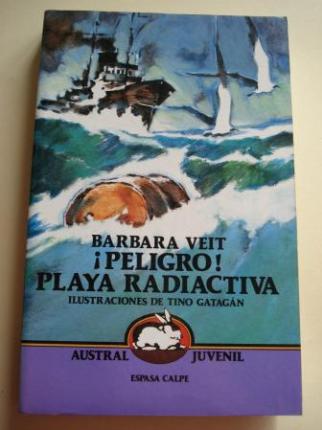 BARBARA VEIT
¡PELIGRO!
PLAYA RADIACTIVA
ILUSTRACIONES DE TINO GATAGÁN
AUSTRAL JUVENIL
ESPASA CALPE